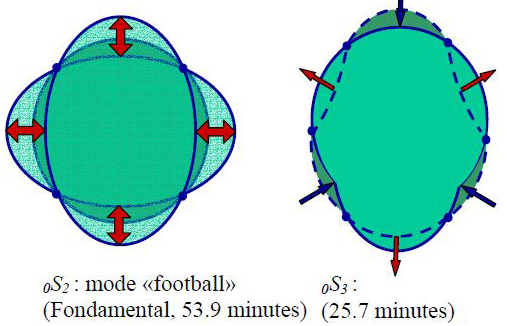 ₀S₂ : mode «football»
(Fondamental, 53.9 minutes)
₀S₃ :
(25.7 minutes)